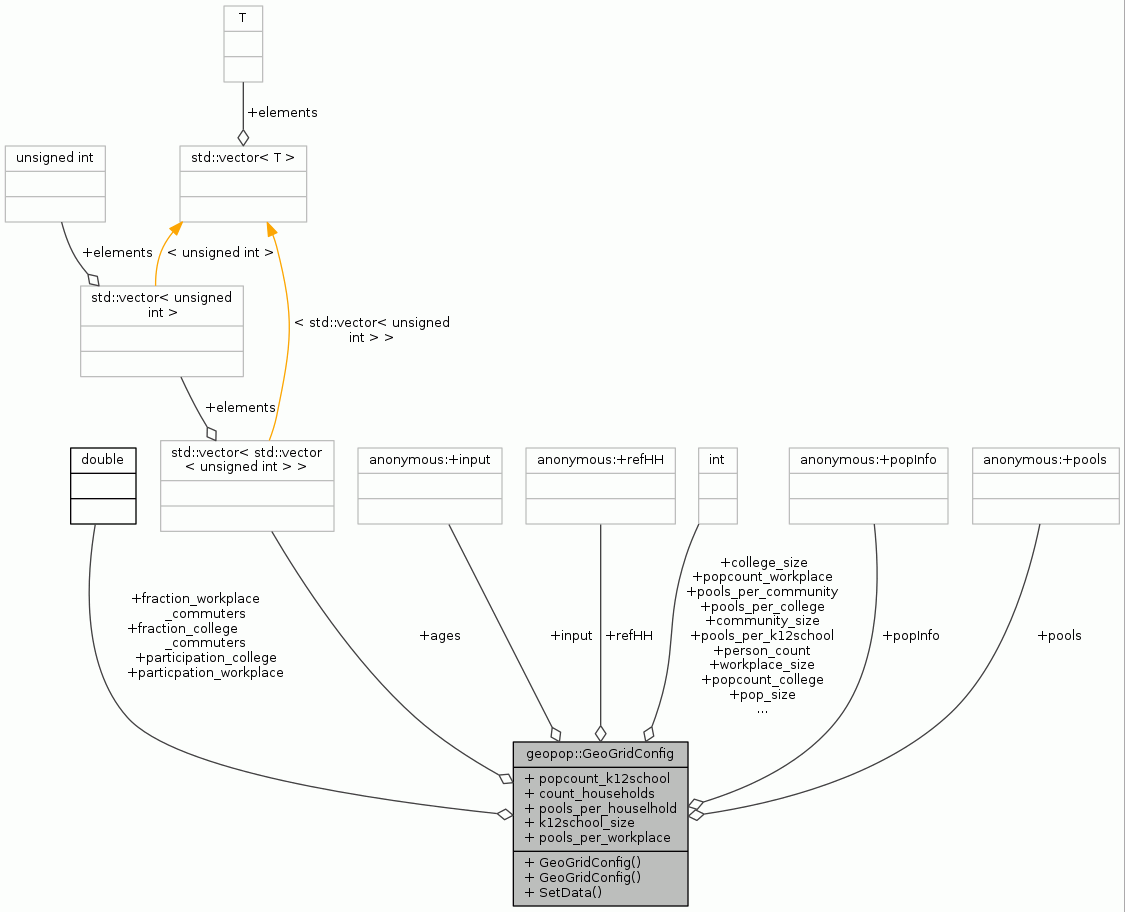 T
+elements
unsigned int
std::vector< T >
+elements
< unsigned int >
std::vector< unsigned
int >
< std::vector< unsigned
int > >
+elements
double
std::vector< std::vector
< unsigned int > >
anonymous:+input
anonymous:+refHH
int
anonymous:+popInfo
anonymous:+pools
+fraction_workplace
_commuters
+fraction_college
_commuters
+participation_college
+particpation_workplace
+ages
+input
+refHH
+college_size
+popcount_workplace
+pools_per_community
+pools_per_college
+community_size
+pools_per_k12school
+person_count
+workplace_size
+popcount_college
+pop_size
...
+popInfo
+pools
geopop::GeoGridConfig
+ popcount_k12school
+ count_households
+ pools_per_houselhold
+ k12school_size
+ pools_per_workplace
+ GeoGridConfig()
+ GeoGridConfig()
+ SetData()